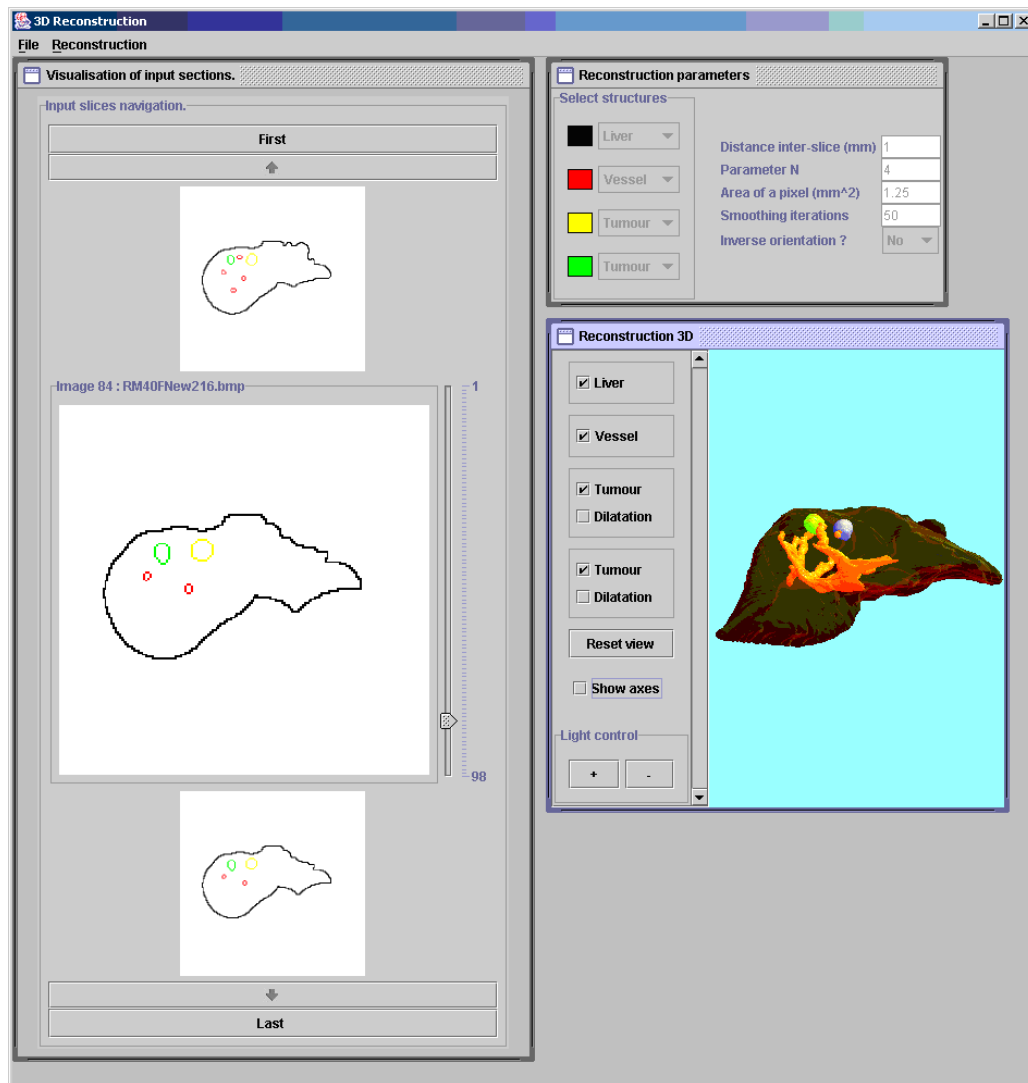 3D Reconstruction
File Reconstruction
Visualisation of input sections.
Input slices navigation.
First
Image 84 : RM40FNew216.bmp
1
98
Last
Reconstruction parameters
Select structures
Liver
Vessel
Tumour
Tumour
Distance inter-slice (mm) 1
Parameter N 4
Area of a pixel (mm^2) 1.25
Smoothing iterations 50
Inverse orientation ? No
Reconstruction 3D
Liver
Vessel
Tumour
Dilatation
Tumour
Dilatation
Reset view
Show axes
Light control
+ -